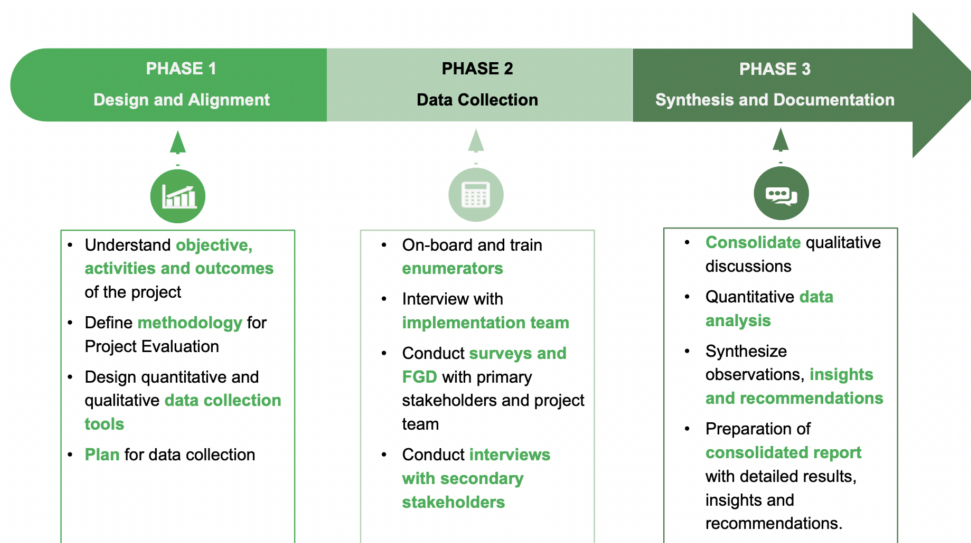 PHASE 1
Design and Alignment
PHASE 2
Data Collection
PHASE 3
Synthesis and Documentation
• Understand objective,
activities and outcomes
of the project
• Define methodology for
Project Evaluation
• Design quantitative and
qualitative data collection
tools
• Plan for data collection
• On-board and train
enumerators
• Interview with
implementation team
• Conduct surveys and
FGD with primary
stakeholders and project
team
• Conduct interviews
with secondary
stakeholders
• Consolidate qualitative
discussions
• Quantitative data
analysis
• Synthesize
observations, insights
and recommendations
• Preparation of
consolidated report
with detailed results,
insights and
recommendations.